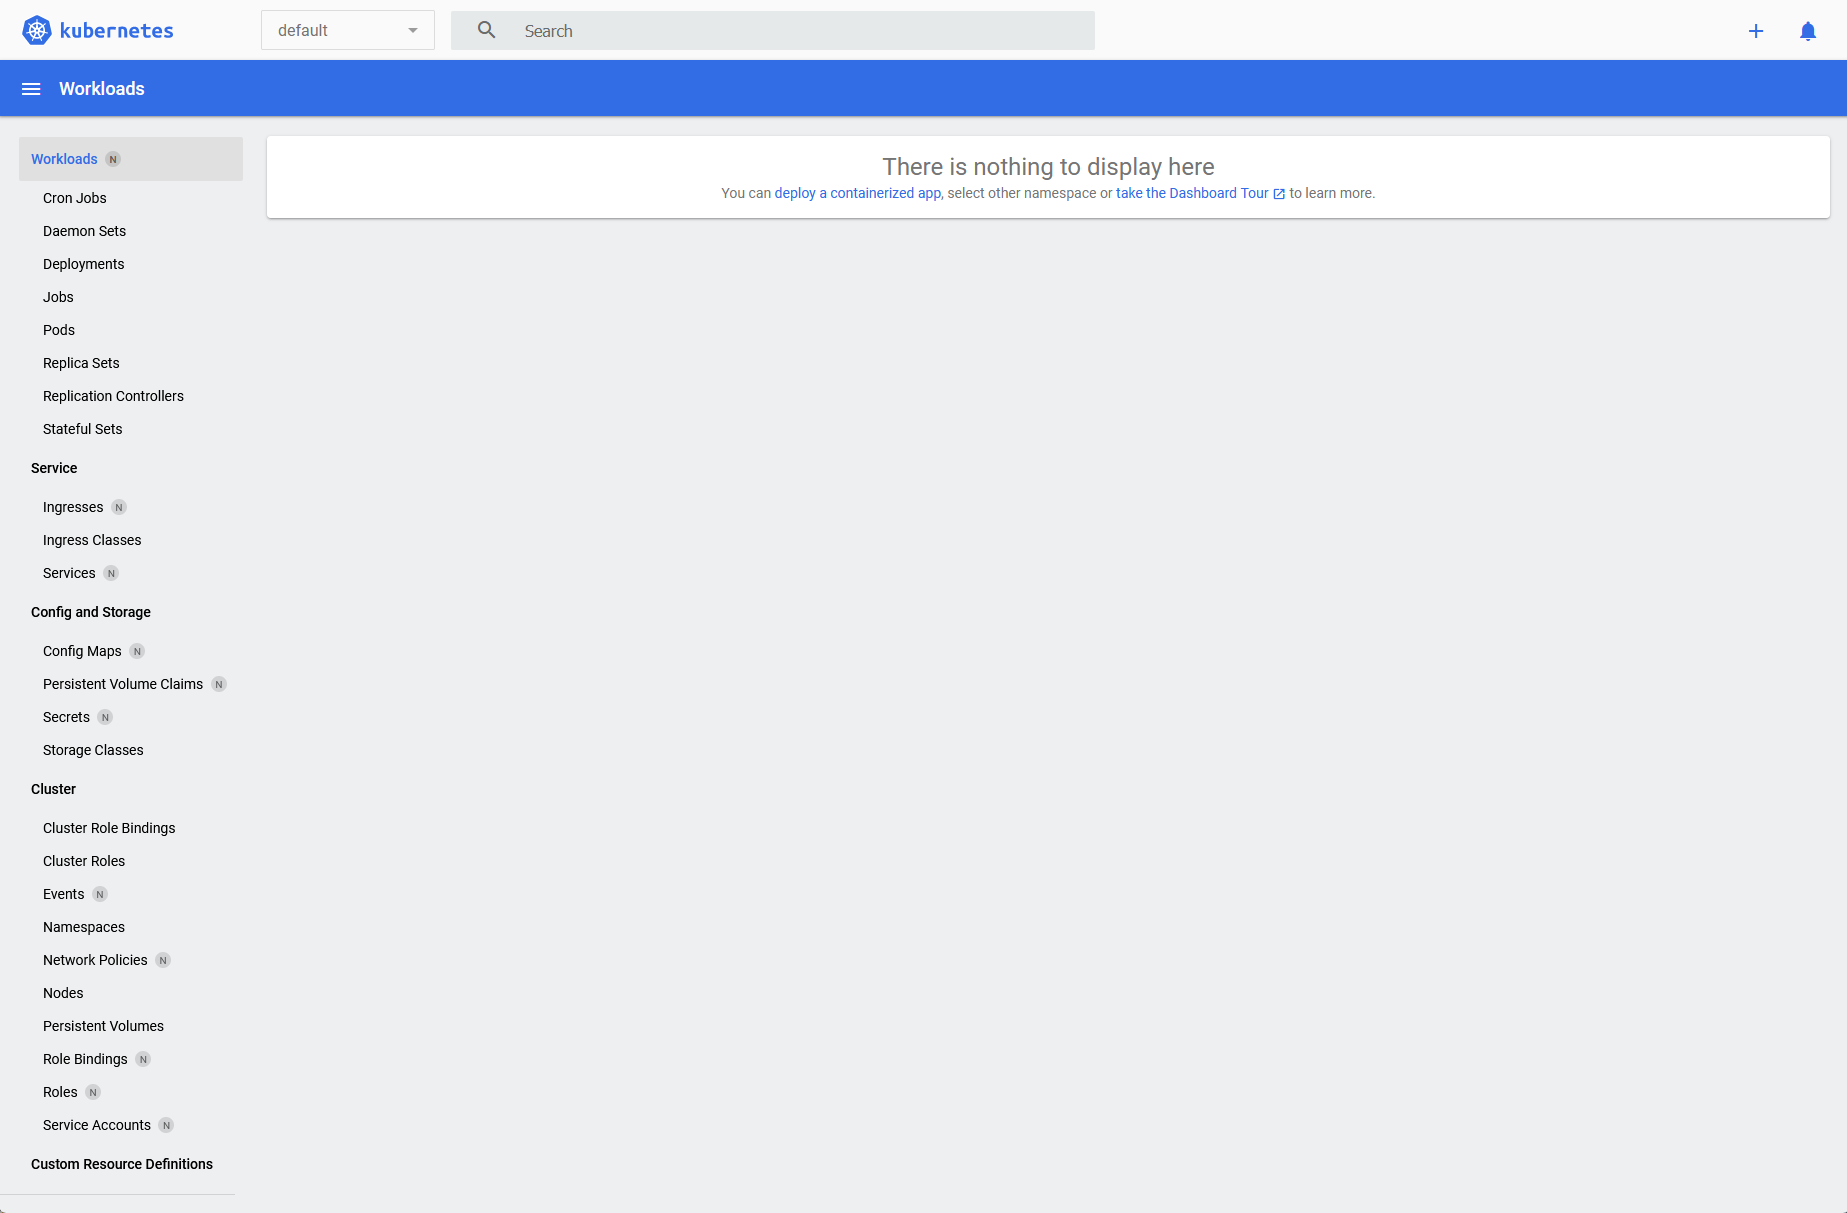 kubernetes
default
Search
Workloads
Workloads N
Cron Jobs
Daemon Sets
Deployments
Jobs
Pods
Replica Sets
Replication Controllers
Stateful Sets
Service
Ingresses N
Ingress Classes
Services N
Config and Storage
Config Maps N
Persistent Volume Claims N
Secrets N
Storage Classes
Cluster
Cluster Role Bindings
Cluster Roles
Events N
Namespaces
Network Policies N
Nodes
Persistent Volumes
Role Bindings N
Roles N
Service Accounts N
Custom Resource Definitions
There is nothing to display here
You can deploy a containerized app, select other namespace or take the Dashboard Tour to learn more.